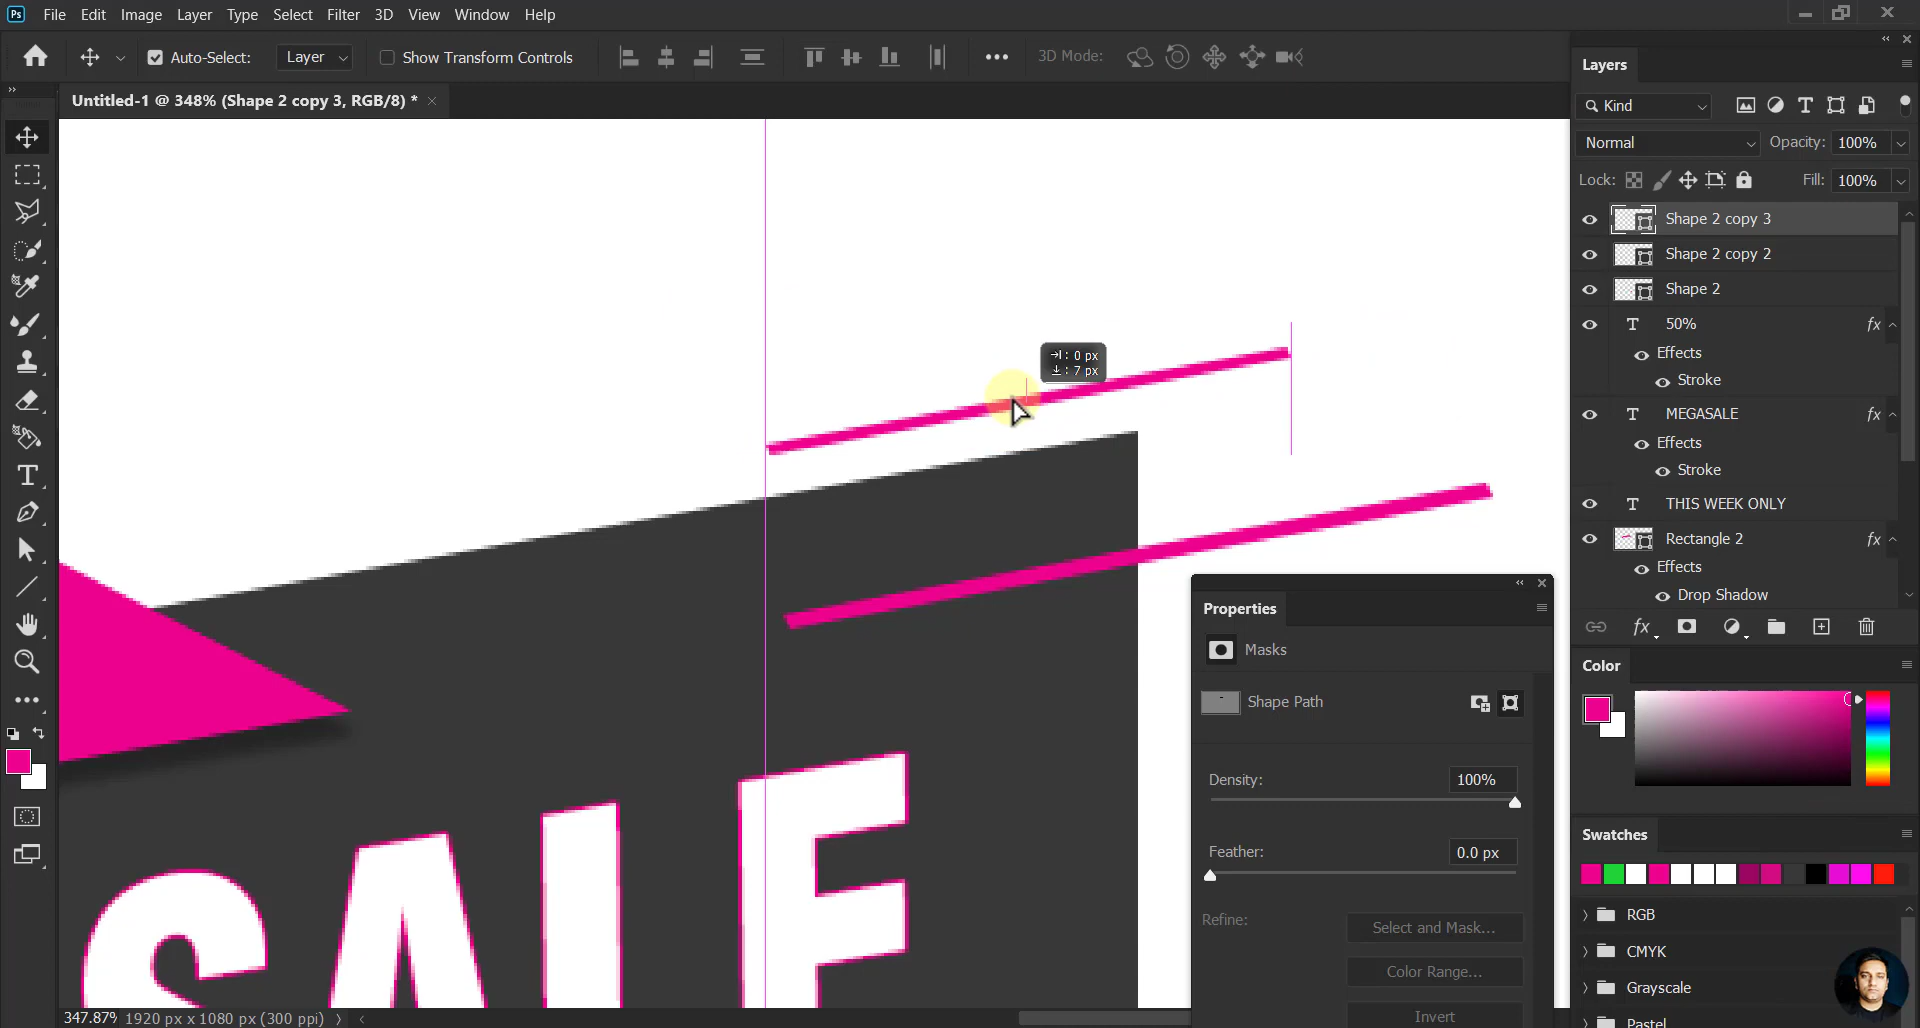 Ps File Edit Image Layer Type Select Filter 3D View Window Help
Auto-Select: Layer Show Transform Controls 3D Mode:
Untitled-1 @ 348% (Shape 2 copy 3, RGB/8) *
0 px
7 px
SALE
347.87% 1920 px x 1080 px (300 ppi)
Properties
Masks
Shape Path
Density: 100%
Feather: 0.0 px
Refine: Select and Mask...
Color Range...
Invert
Layers
Kind
Normal Opacity: 100%
Lock: Fill: 100%
Shape 2 copy 3
Shape 2 copy 2
Shape 2
T 50% fx
Effects
Stroke
T MEGASALE fx
Effects
Stroke
T THIS WEEK ONLY
Rectangle 2 fx
Effects
Drop Shadow
fx
Color
Swatches
RGB
CMYK
Grayscale
Pastel